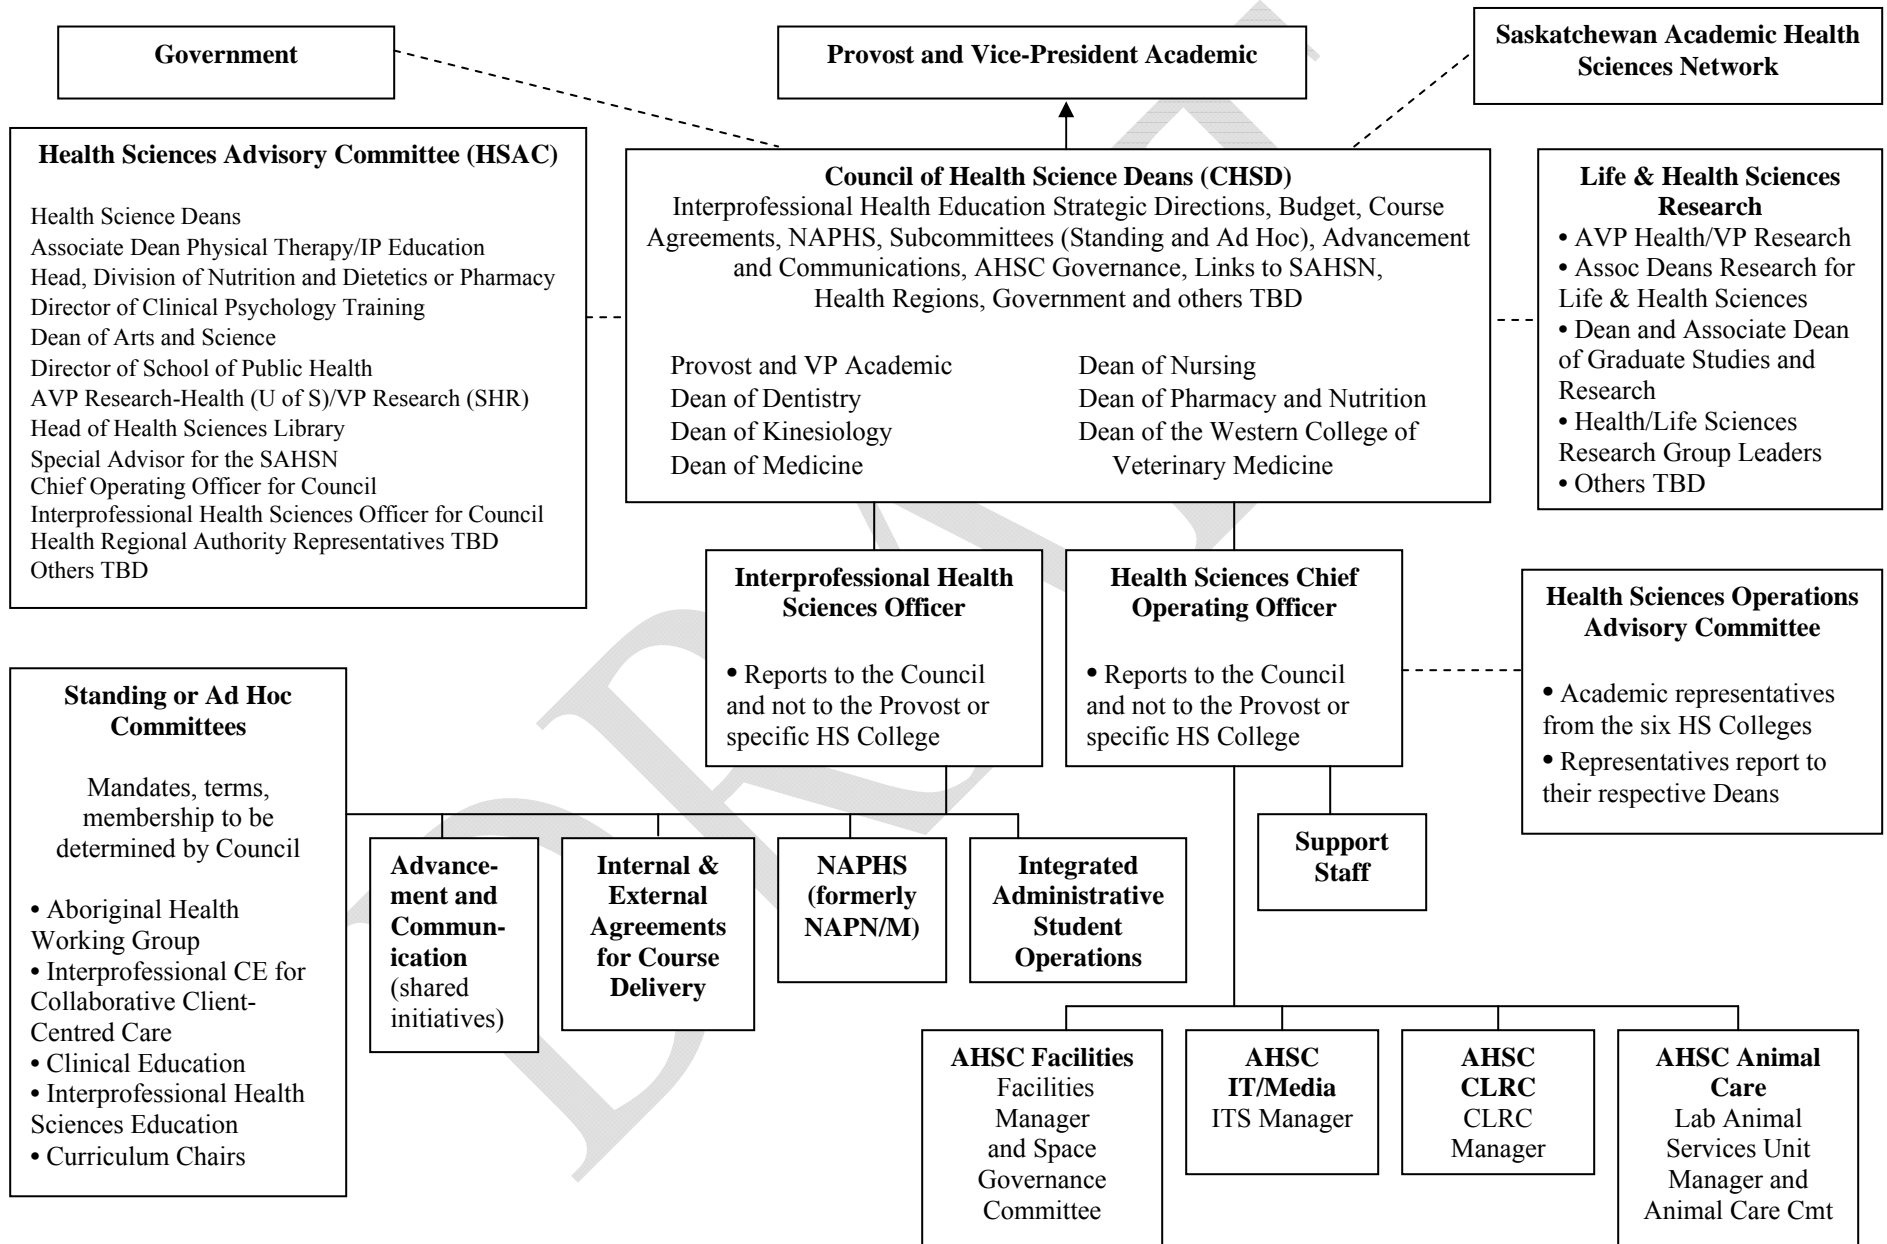 Government
Provost and Vice-President Academic
Saskatchewan Academic Health
Sciences Network
Health Sciences Advisory Committee (HSAC)
Health Science Deans
Associate Dean Physical Therapy/IP Education
Head, Division of Nutrition and Dietetics or Pharmacy
Director of Clinical Psychology Training
Dean of Arts and Science
Director of School of Public Health
AVP Research-Health (U of S)/VP Research (SHR)
Head of Health Sciences Library
Special Advisor for the SAHSN
Chief Operating Officer for Council
Interprofessional Health Sciences Officer for Council
Health Regional Authority Representatives TBD
Others TBD
Council of Health Science Deans (CHSD)
Interprofessional Health Education Strategic Directions, Budget, Course
Agreements, NAPHS, Subcommittees (Standing and Ad Hoc), Advancement
and Communications, AHSC Governance, Links to SAHSN,
Health Regions, Government and others TBD
Provost and VP Academic
Dean of Dentistry
Dean of Kinesiology
Dean of Medicine
Dean of Nursing
Dean of Pharmacy and Nutrition
Dean of the Western College of
Veterinary Medicine
Life & Health Sciences
Research
• AVP Health/VP Research
• Assoc Deans Research for
Life & Health Sciences
• Dean and Associate Dean
of Graduate Studies and
Research
• Health/Life Sciences
Research Group Leaders
• Others TBD
Interprofessional Health
Sciences Officer
• Reports to the Council
and not to the Provost or
specific HS College
Health Sciences Chief
Operating Officer
• Reports to the Council
and not to the Provost or
specific HS College
Health Sciences Operations
Advisory Committee
• Academic representatives
from the six HS Colleges
• Representatives report to
their respective Deans
Standing or Ad Hoc
Committees
Mandates, terms,
membership to be
determined by Council
• Aboriginal Health
Working Group
• Interprofessional CE for
Collaborative Client-
Centred Care
• Clinical Education
• Interprofessional Health
Sciences Education
• Curriculum Chairs
Advance-
ment and
Commun-
ication
(shared
initiatives)
Internal &
External
Agreements
for Course
Delivery
NAPHS
(formerly
NAPN/M)
Integrated
Administrative
Student
Operations
Support
Staff
AHSC Facilities
Facilities
Manager
and Space
Governance
Committee
AHSC
IT/Media
ITS Manager
AHSC
CLRC
CLRC
Manager
AHSC Animal
Care
Lab Animal
Services Unit
Manager and
Animal Care Cmt
DRAFT